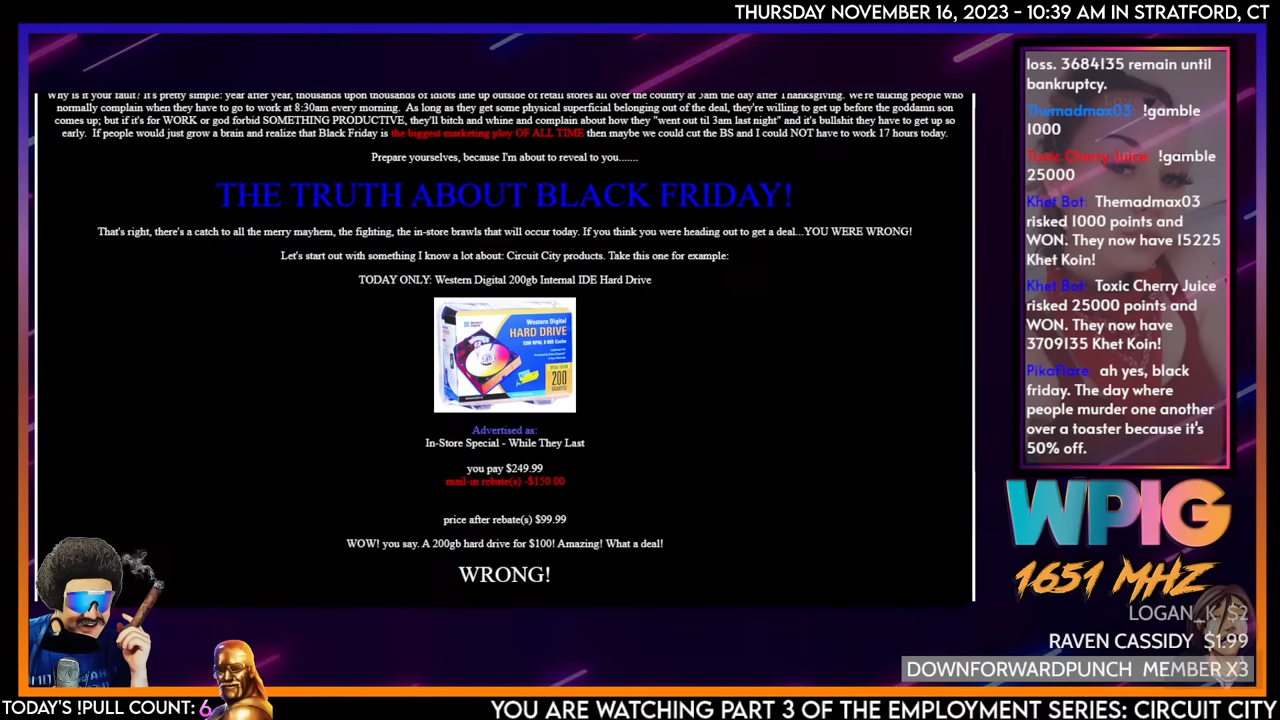 THURSDAY NOVEMBER 16, 2023 - 10:39 AM IN STRATFORD, CT
Why is it your fault? It's pretty simple: year after year, thousands upon thousands of idiots line up outside of retail stores all over the country at 5am the day after Thanksgiving. We're talking people who
normally complain when they have to go to work at 8:30am every morning. As long as they get some physical superficial belonging out of the deal, they're willing to get up before the goddamn son
comes up; but if it's for WORK or god forbid SOMETHING PRODUCTIVE, they'll bitch and whine and complain about how they "went out til 3am last night" and it's bullshit they have to get up so
early. If people would just grow a brain and realize that Black Friday is the biggest marketing ploy OF ALL TIME then maybe we could cut the BS and I could NOT have to work 17 hours today.
Prepare yourselves, because I'm about to reveal to you.......
THE TRUTH ABOUT BLACK FRIDAY!
That's right, there's a catch to all the merry mayhem, the fighting, the in-store brawls that will occur today. If you think you were heading out to get a deal...YOU WERE WRONG!
Let's start out with something I know a lot about: Circuit City products. Take this one for example:
TODAY ONLY: Western Digital 200gb Internal IDE Hard Drive
Western Digital
HARD DRIVE
200
Advertised as:
In-Store Special - While They Last
you pay $249.99
mail-in rebate(s) -$150.00
price after rebate(s) $99.99
WOW! you say. A 200gb hard drive for $100! Amazing! What a deal!
WRONG!
loss. 3684135 remain until
bankruptcy.
Themadmax03: !gamble
1000
Toxic Cherry Juice: !gamble
25000
Khet Bot: Themadmax03
risked 1000 points and
WON. They now have 15225
Khet Koin!
Khet Bot: Toxic Cherry Juice
risked 25000 points and
WON. They now have
3709135 Khet Koin!
PikaFlare: ah yes, black
friday. The day where
people murder one another
over a toaster because it's
50% off.
WPIG
1651 MHZ
LOGAN_K $2
RAVEN CASSIDY $1.99
DOWNFORWARDPUNCH MEMBER X3
TODAY'S !PULL COUNT: 6
YOU ARE WATCHING PART 3 OF THE EMPLOYMENT SERIES: CIRCUIT CITY